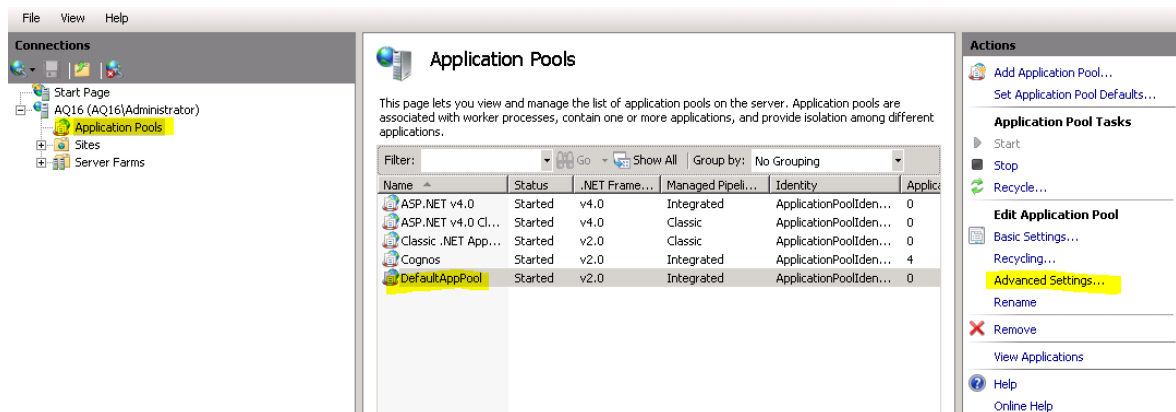 File View Help
Connections
Start Page
AQ16 (AQ16\Administrator)
Application Pools
Sites
Server Farms
Application Pools
This page lets you view and manage the list of application pools on the server. Application pools are
associated with worker processes, contain one or more applications, and provide isolation among different
applications.
Filter: Go Show All Group by: No Grouping
Name Status .NET Frame... Managed Pipeli... Identity Applica
ASP.NET v4.0 Started v4.0 Integrated ApplicationPoolIden... 0
ASP.NET v4.0 Cl... Started v4.0 Classic ApplicationPoolIden... 0
Classic .NET App... Started v2.0 Classic ApplicationPoolIden... 0
Cognos Started v2.0 Integrated ApplicationPoolIden... 4
DefaultAppPool Started v2.0 Integrated ApplicationPoolIden... 0
Actions
Add Application Pool...
Set Application Pool Defaults...
Application Pool Tasks
Start
Stop
Recycle...
Edit Application Pool
Basic Settings...
Recycling...
Advanced Settings...
Rename
Remove
View Applications
Help
Online Help